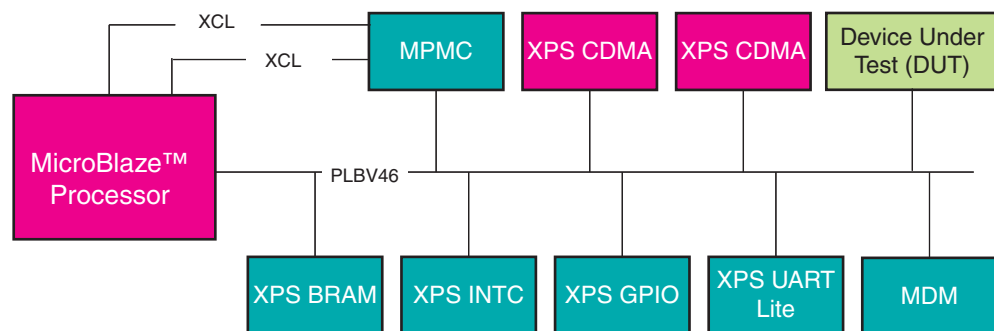 XCL
XCL
MPMC
XPS CDMA
XPS CDMA
Device Under
Test (DUT)
MicroBlaze™
Processor
PLBV46
XPS BRAM
XPS INTC
XPS GPIO
XPS UART
Lite
MDM